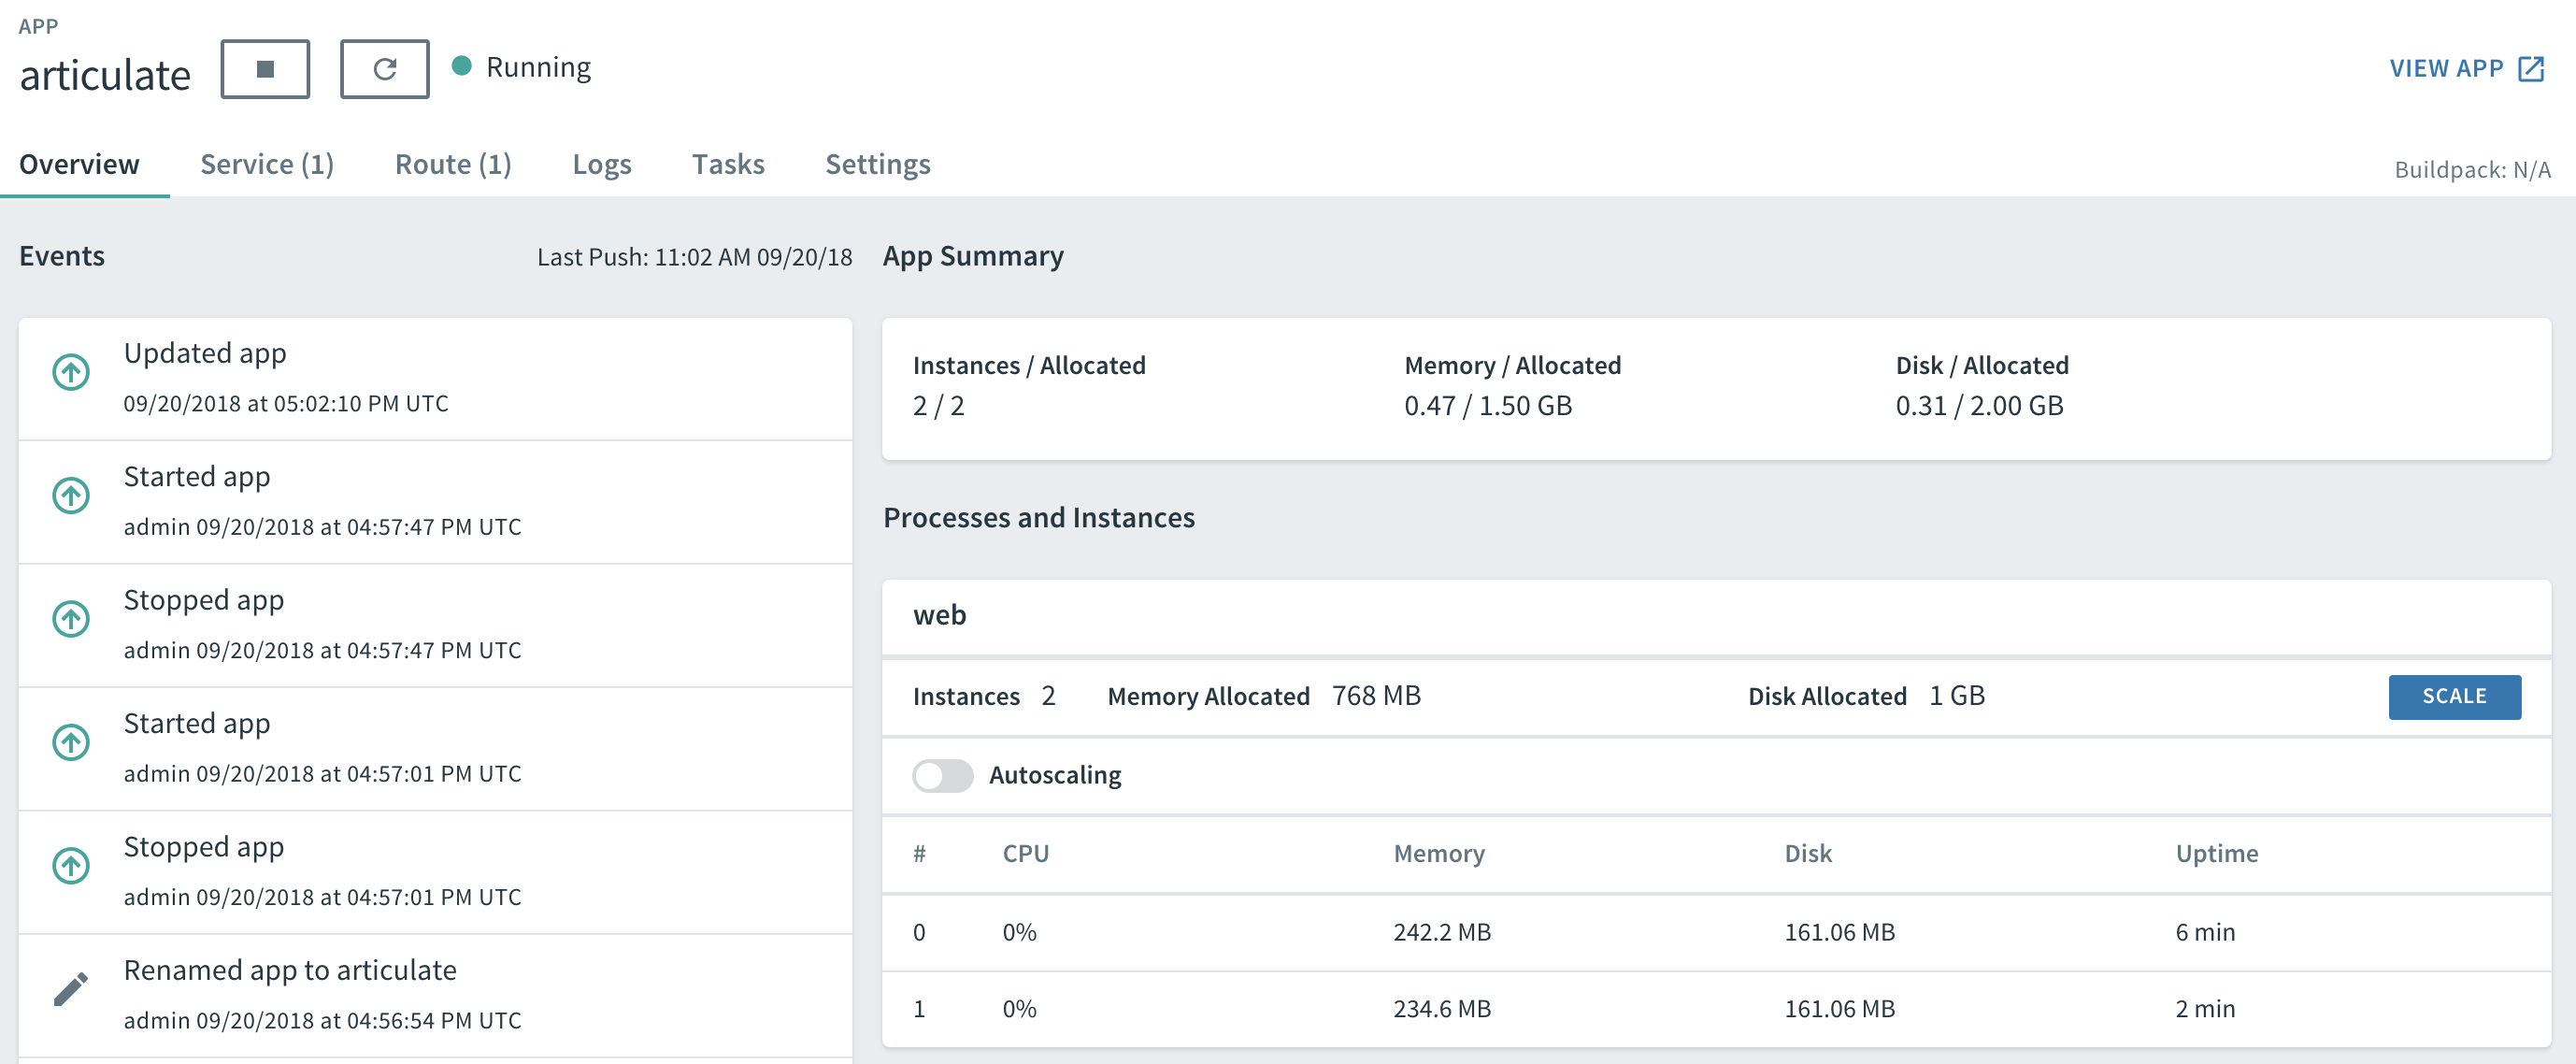 APP
articulate
Running
VIEW APP
Overview Service (1) Route (1) Logs Tasks Settings
Buildpack: N/A
Events
Last Push: 11:02 AM 09/20/18
Updated app
09/20/2018 at 05:02:10 PM UTC
Started app
admin 09/20/2018 at 04:57:47 PM UTC
Stopped app
admin 09/20/2018 at 04:57:47 PM UTC
Started app
admin 09/20/2018 at 04:57:01 PM UTC
Stopped app
admin 09/20/2018 at 04:57:01 PM UTC
Renamed app to articulate
admin 09/20/2018 at 04:56:54 PM UTC
App Summary
Instances / Allocated Memory / Allocated Disk / Allocated
2 / 2 0.47 / 1.50 GB 0.31 / 2.00 GB
Processes and Instances
web
Instances 2 Memory Allocated 768 MB Disk Allocated 1 GB SCALE
Autoscaling
# CPU Memory Disk Uptime
0 0% 242.2 MB 161.06 MB 6 min
1 0% 234.6 MB 161.06 MB 2 min